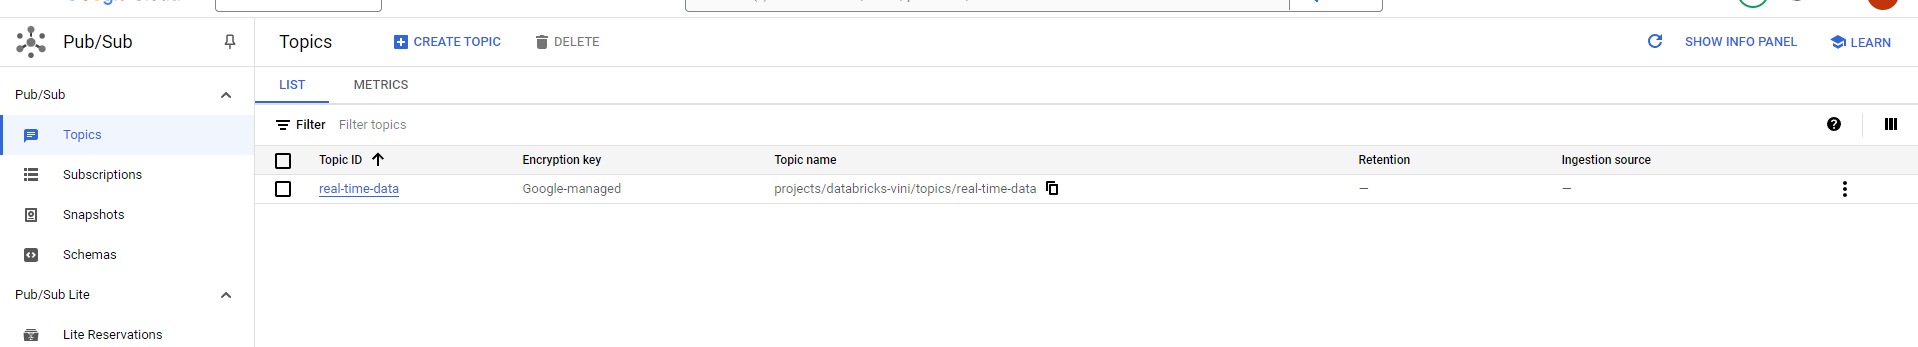 Pub/Sub
Topics
CREATE TOPIC
DELETE
SHOW INFO PANEL
LEARN
Pub/Sub
Topics
Subscriptions
Snapshots
Schemas
Pub/Sub Lite
Lite Reservations
LIST
METRICS
Filter Filter topics
Topic ID Encryption key Topic name Retention Ingestion source
real-time-data Google-managed projects/databricks-vini/topics/real-time-data — —